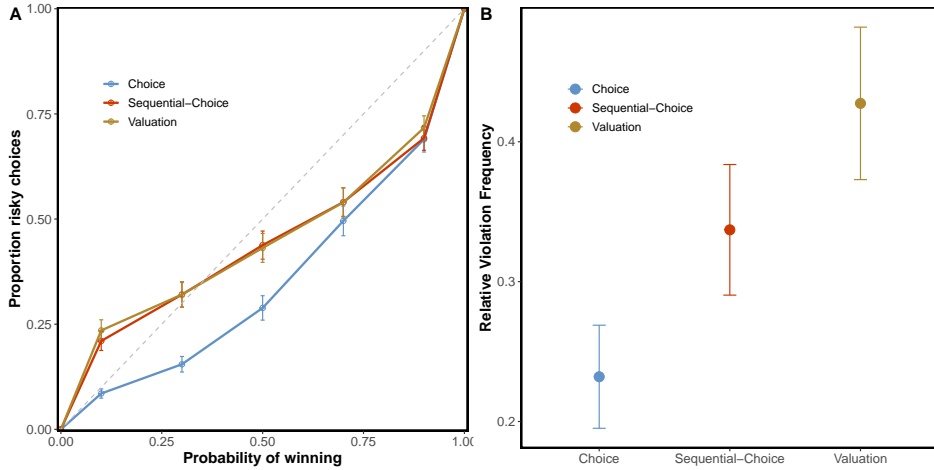 A
Proportion risky choices
1.00
0.75
0.50
0.25
0.00
Choice
Sequential−Choice
Valuation
0.00
0.25
0.50
0.75
1.00
Probability of winning
B
Relative Violation Frequency
0.4
0.3
0.2
Choice
Sequential−Choice
Valuation
Choice
Sequential−Choice
Valuation